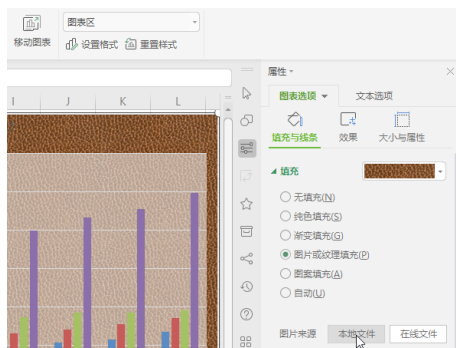 图表区
移动图表
设置格式
重置样式
属性
图表选项
文本选项
I J K L
填充与线条 效果 大小与属性
填充
无填充(N)
纯色填充(S)
渐变填充(G)
图片或纹理填充(P)
图案填充(A)
自动(U)
图片来源 本地文件 在线文件